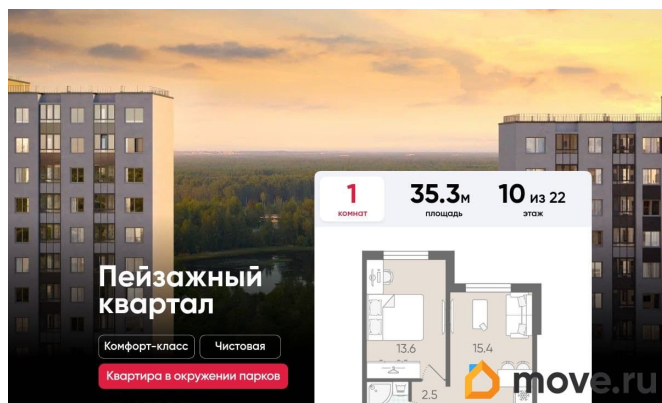 1
комнат
35.3м
площадь
10 из 22
этаж
Пейзажный
квартал
Комфорт-класс
Чистовая
Квартира в окружении парков
13.6
15.4
2.5
move.ru